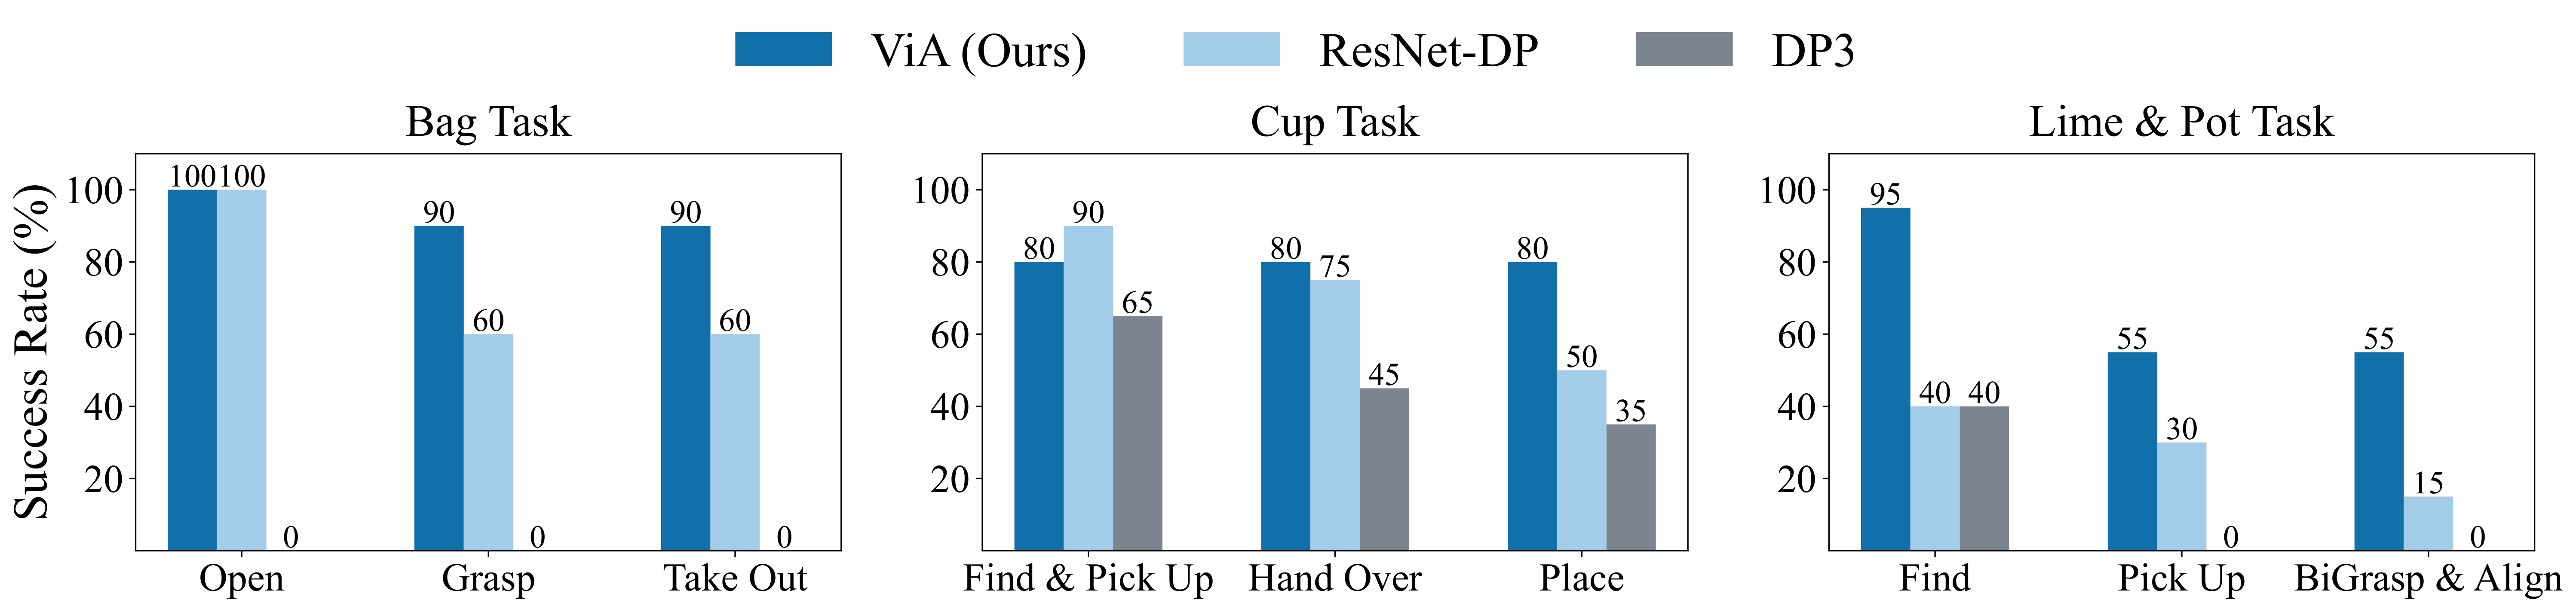 ViA (Ours) ResNet-DP DP3
Bag Task
Success Rate (%)
100
80
60
40
20
100 100 0
90 60 0
90 60 0
Open Grasp Take Out
Cup Task
100
80
60
40
20
80 90 65
80 75 45
80 50 35
Find & Pick Up Hand Over Place
Lime & Pot Task
100
80
60
40
20
95 40 40
55 30 0
55 15 0
Find Pick Up BiGrasp & Align